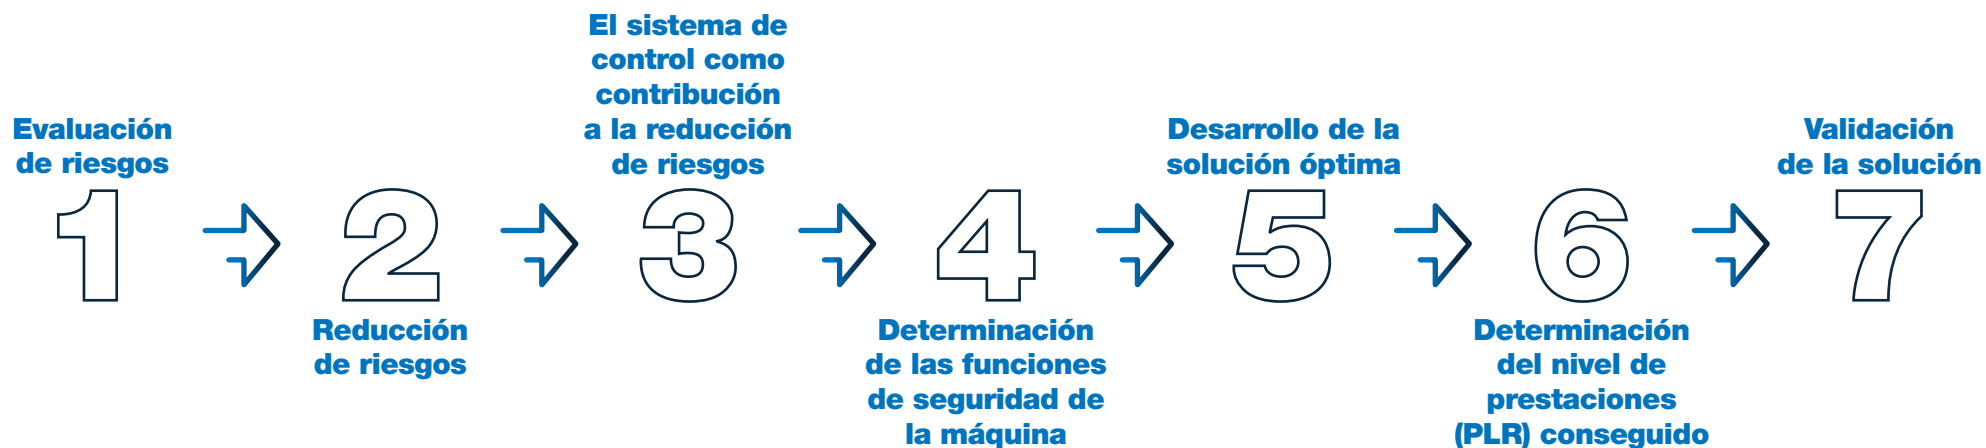 Evaluación
de riesgos
1
2
Reducción
de riesgos
El sistema de
control como
contribución
a la reducción
de riesgos
3
4
Determinación
de las funciones
de seguridad de
la máquina
Desarrollo de la
solución óptima
5
6
Determinación
del nivel de
prestaciones
(PLR) conseguido
Validación
de la solución
7